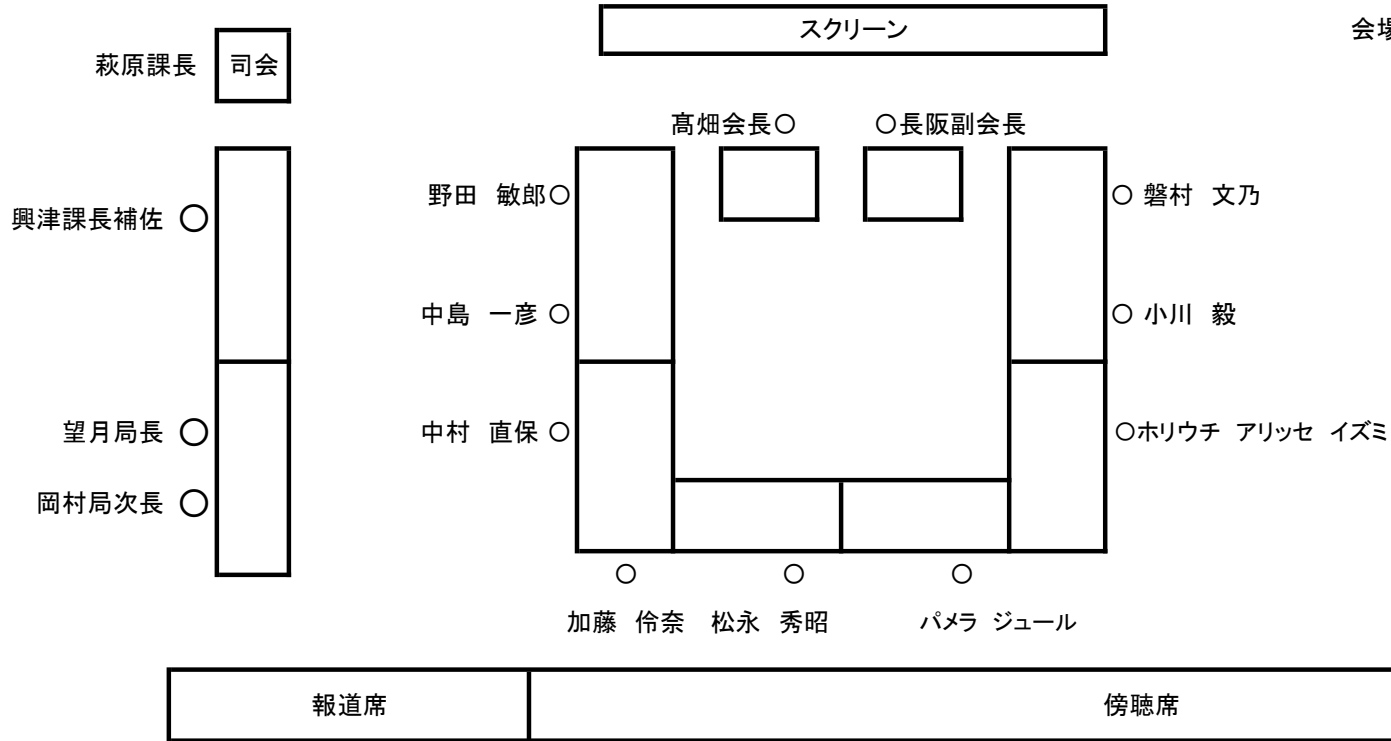 スクリーン
会場
萩原課長 司会
髙畑会長○ ○長阪副会長
野田 敏郎○
○ 磐村 文乃
興津課長補佐 ○
中島 一彦 ○
○ 小川 毅
望月局長 ○
中村 直保 ○
○ホリウチ アリッセ イズミ
岡村局次長 ○
○ ○ ○
加藤 伶奈 松永 秀昭 パメラ ジュール
報道席 傍聴席